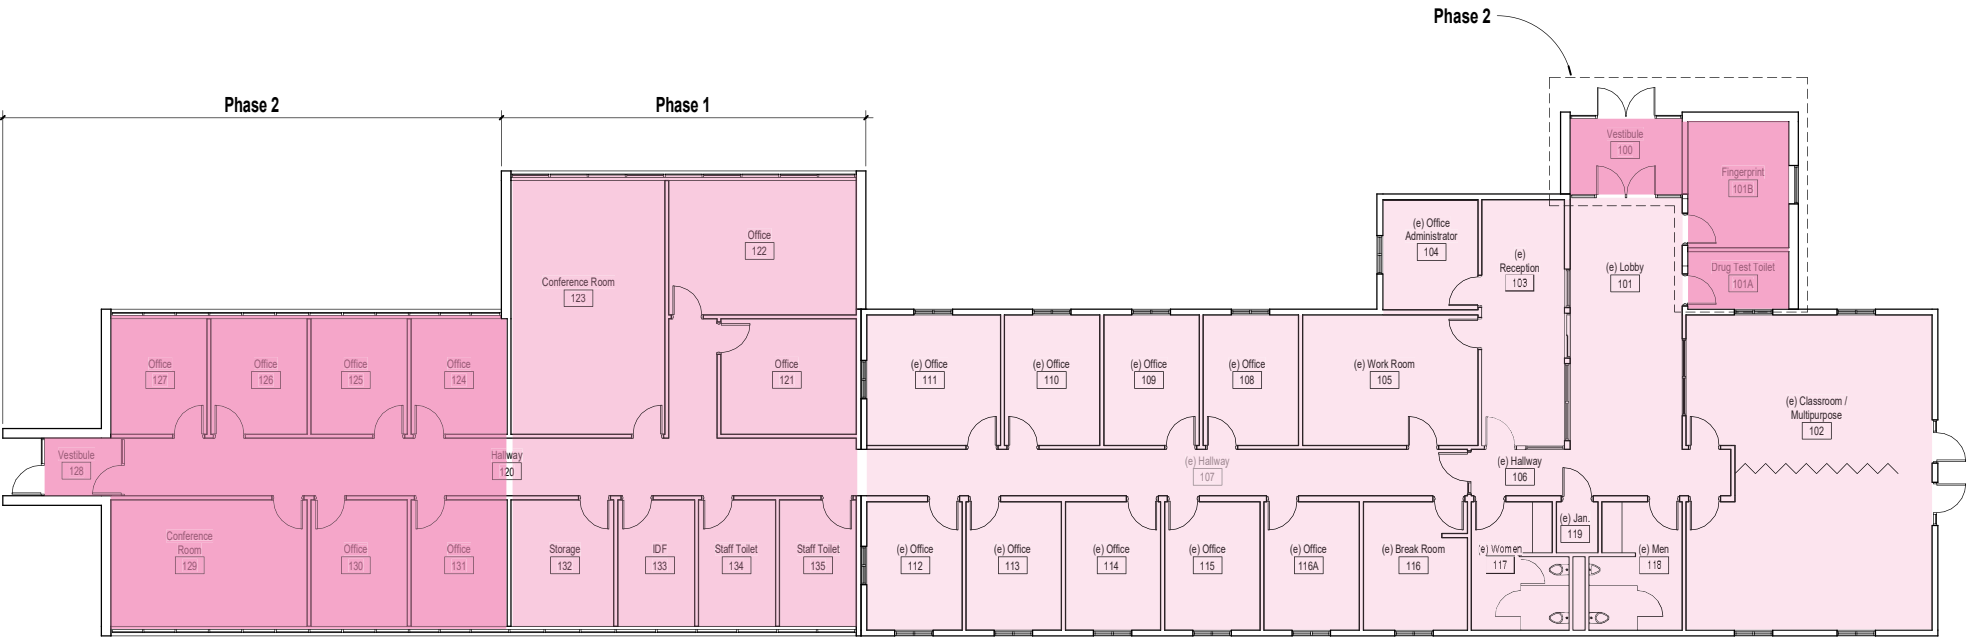 Phase 2
Phase 2
Phase 1
Vestibule
100
Fingerprint
101B
Drug Test Toilet
101A
(e) Office
Administrator
104
(e)
Reception
103
(e) Lobby
101
Office
122
Conference Room
123
Office
121
Office
127
Office
126
Office
125
Office
124
(e) Office
111
(e) Office
110
(e) Office
109
(e) Office
108
(e) Work Room
105
(e) Classroom /
Multipurpose
102
Vestibule
128
Hallway
120
(e) Hallway
107
(e) Hallway
106
Conference
Room
129
Office
130
Office
131
Storage
132
IDF
133
Staff Toilet
134
Staff Toilet
135
(e) Office
112
(e) Office
113
(e) Office
114
(e) Office
115
(e) Office
116A
(e) Break Room
116
(e) Women
117
(e) Jan.
119
(e) Men
118